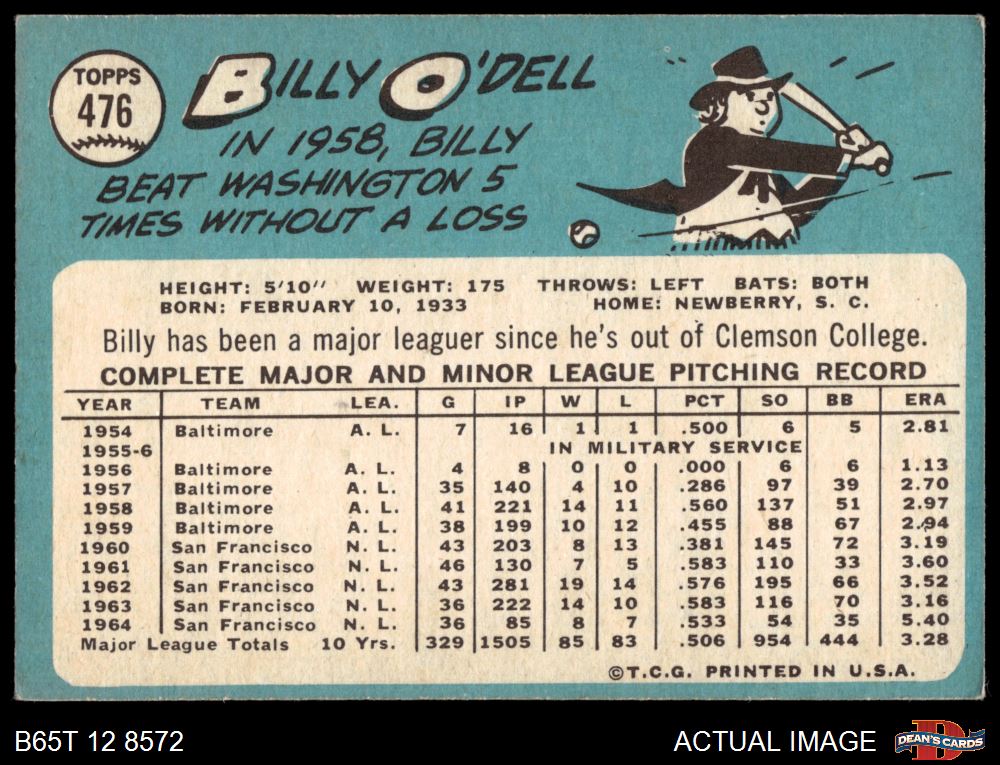 TOPPS
476
BILLY O'DELL
IN 1958, BILLY
BEAT WASHINGTON 5
TIMES WITHOUT A LOSS
HEIGHT: 5'10" WEIGHT: 175 THROWS: LEFT BATS: BOTH
BORN: FEBRUARY 10, 1933 HOME: NEWBERRY, S. C.
Billy has been a major leaguer since he's out of Clemson College.
COMPLETE MAJOR AND MINOR LEAGUE PITCHING RECORD
YEAR TEAM LEA. G IP W L PCT SO BB ERA
1954 Baltimore A. L. 7 16 1 1 .500 6 5 2.81
1955-6 IN MILITARY SERVICE
1956 Baltimore A. L. 4 8 0 0 .000 6 6 1.13
1957 Baltimore A. L. 35 140 4 10 .286 97 39 2.70
1958 Baltimore A. L. 41 221 14 11 .560 137 51 2.97
1959 Baltimore A. L. 38 199 10 12 .455 88 67 2.94
1960 San Francisco N. L. 43 203 8 13 .381 145 72 3.19
1961 San Francisco N. L. 46 130 7 5 .583 110 33 3.60
1962 San Francisco N. L. 43 281 19 14 .576 195 66 3.52
1963 San Francisco N. L. 36 222 14 10 .583 116 70 3.16
1964 San Francisco N. L. 36 85 8 7 .533 54 35 5.40
Major League Totals 10 Yrs. 329 1505 85 83 .506 954 444 3.28
©T.C.G. PRINTED IN U.S.A.
B65T 12 8572 ACTUAL IMAGE DEAN'S CARDS